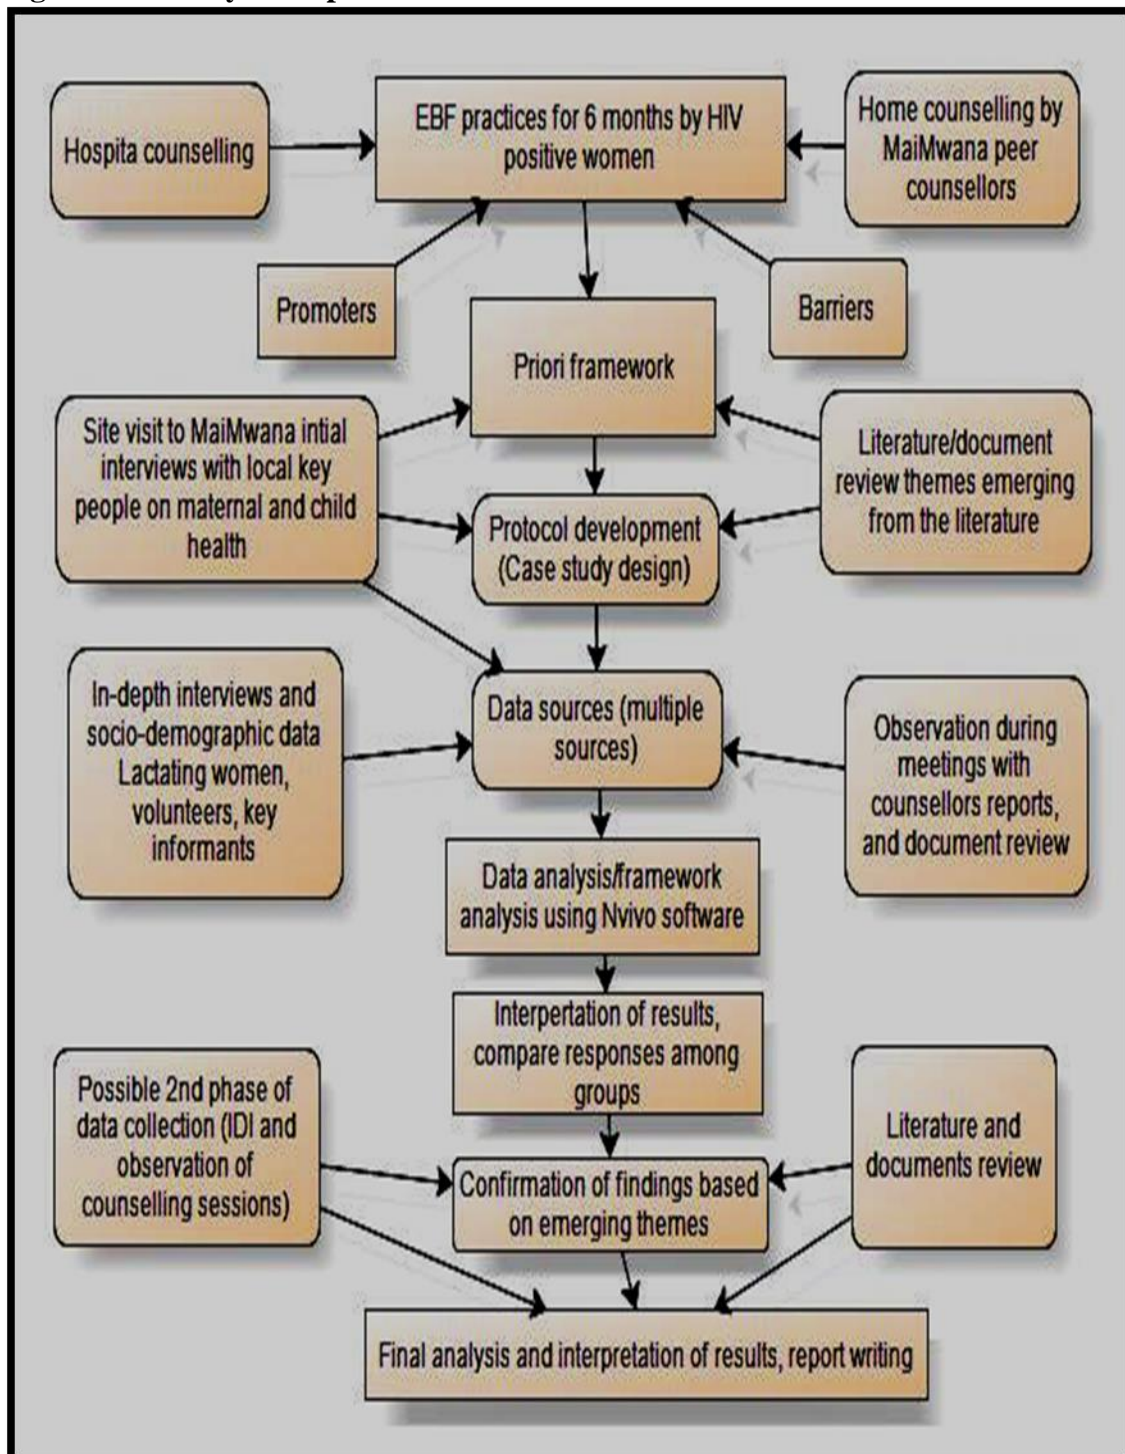 Hospita counselling
EBF practices for 6 months by HIV
positive women
Home counselling by
MaiMwana peer
counsellors
Promoters
Barriers
Priori framework
Site visit to MaiMwana intial
interviews with local key
people on maternal and child
health
Literature/document
review themes emerging
from the literature
Protocol development
(Case study design)
In-depth interviews and
socio-demographic data
Lactating women,
volunteers, key
informants
Data sources (multiple
sources)
Observation during
meetings with
counsellors reports,
and document review
Data analysis/framework
analysis using Nvivo software
Interpertation of results,
compare responses among
groups
Possible 2nd phase of
data collection (IDI and
observation of
counselling sessions)
Confirmation of findings based
on emerging themes
Literature and
documents review
Final analysis and interpretation of results, report writing